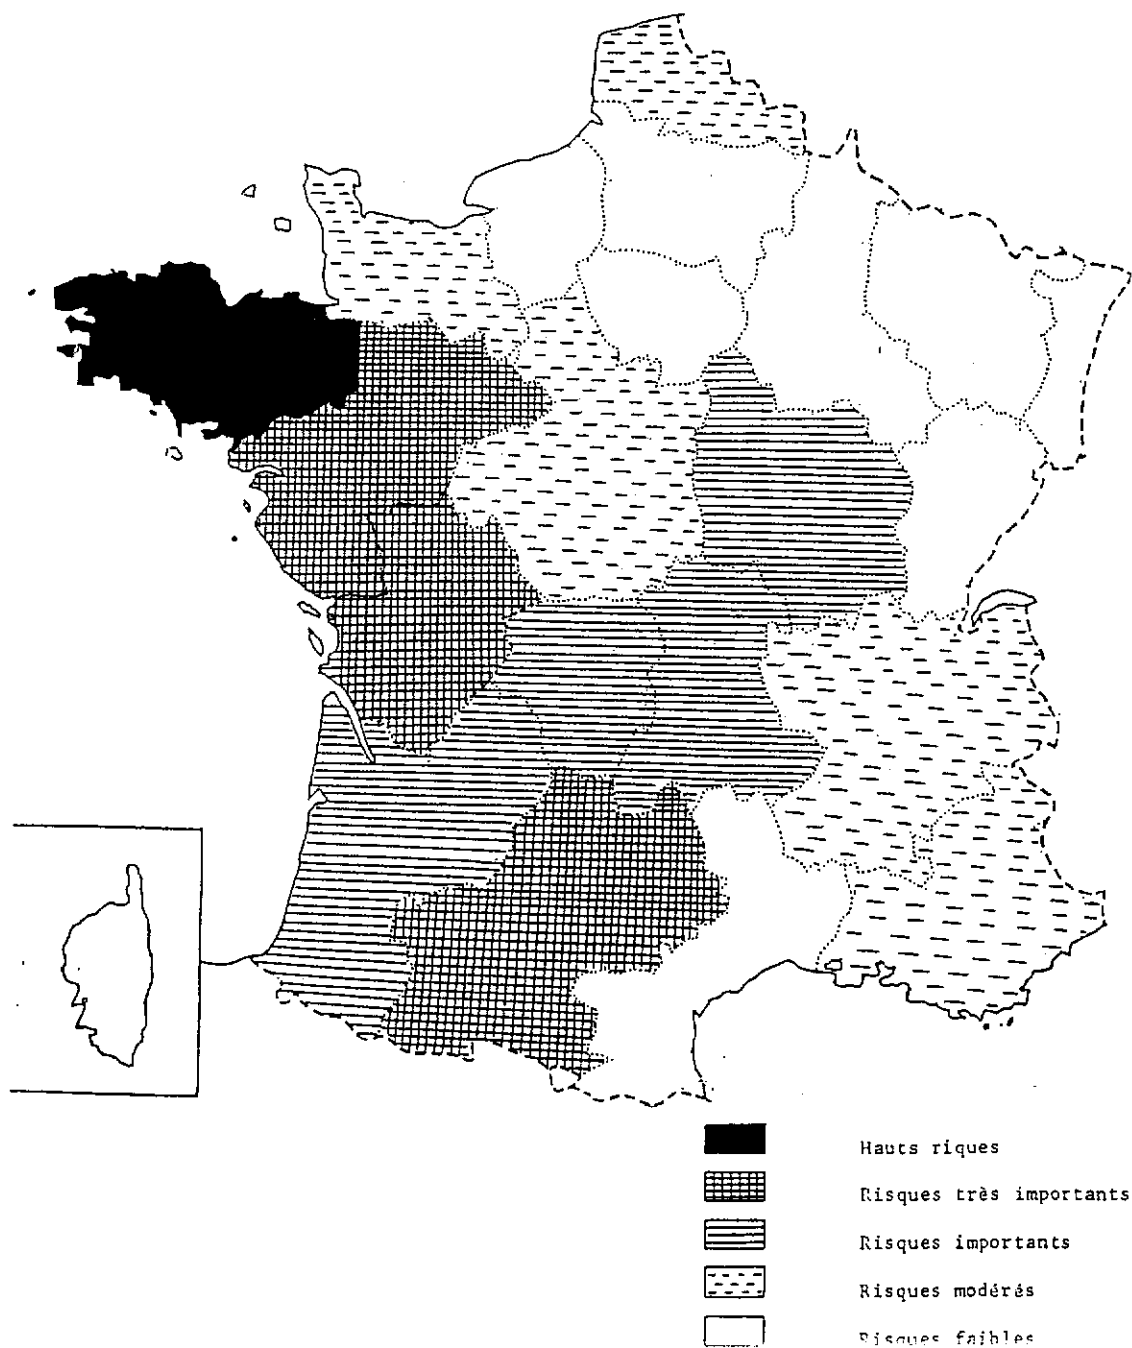 Hauts riques
Risques très importants
Risques importants
Risques modérés
Risques faibles